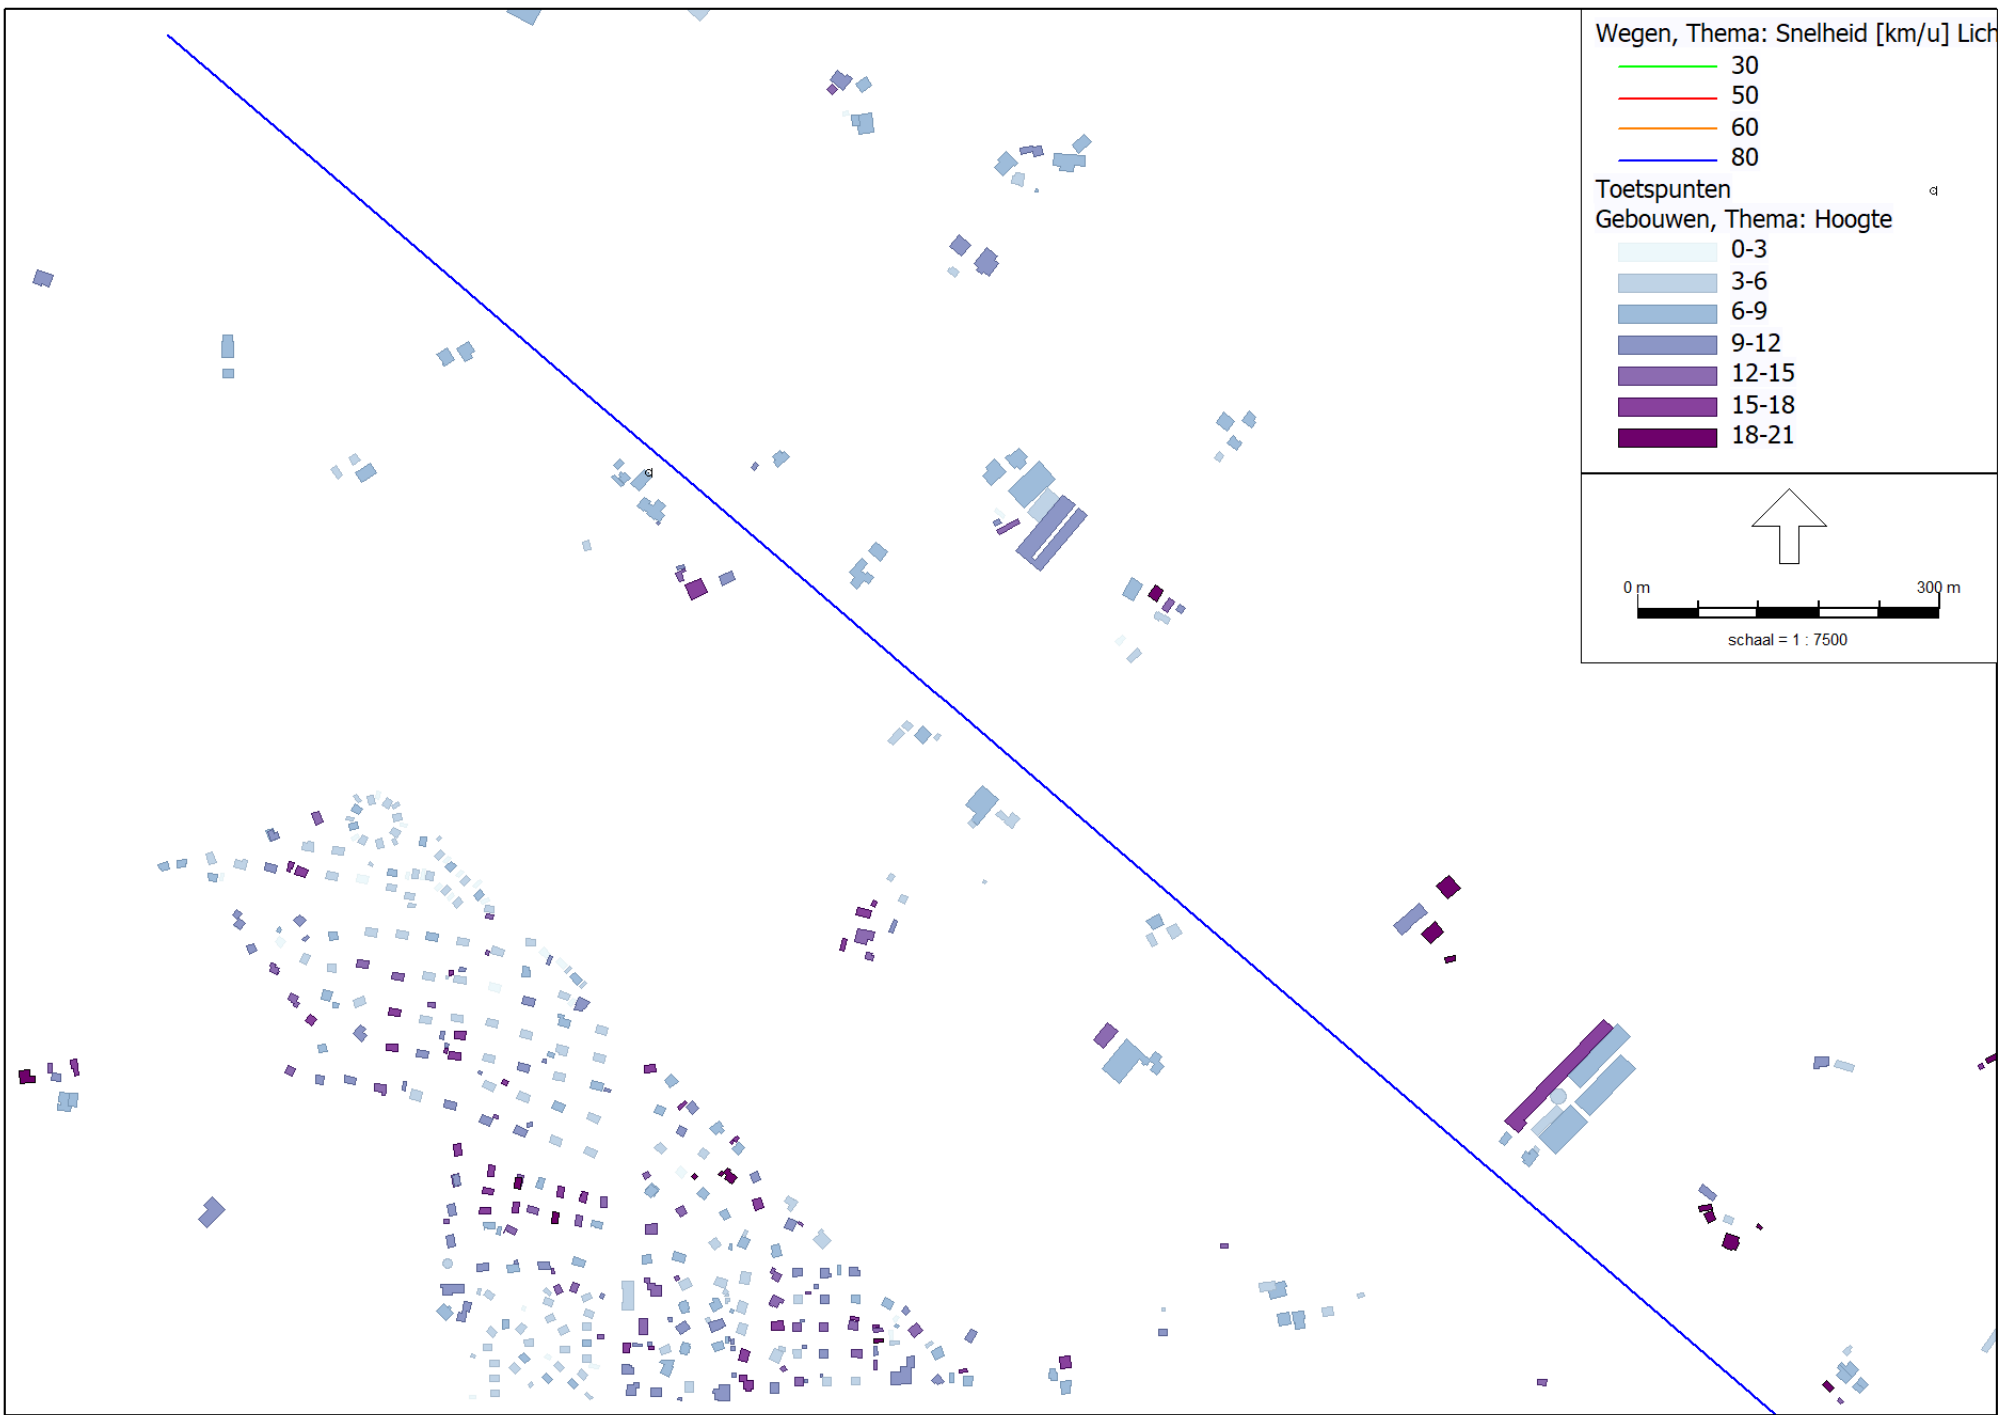 Wegen, Thema: Snelheid [km/u] Lich
30
50
60
80
Toetspunten
Gebouwen, Thema: Hoogte
0-3
3-6
6-9
9-12
12-15
15-18
18-21
0 m 300 m
schaal = 1 : 7500